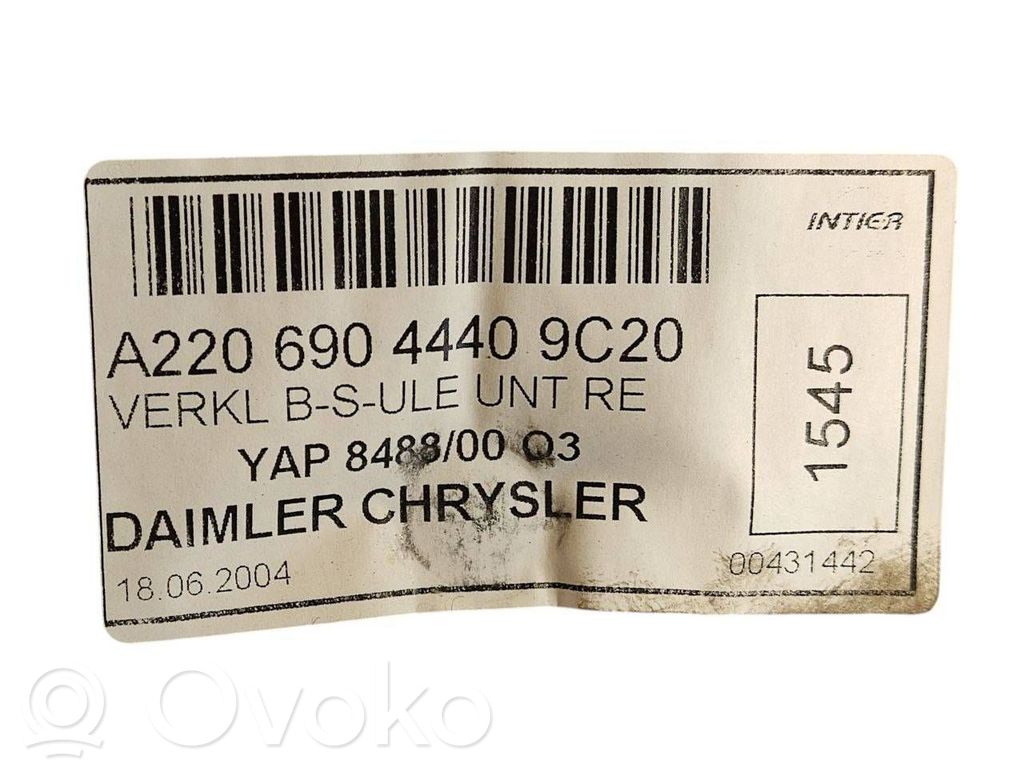 INTIER
A220 690 4440 9C20
VERKL B-S-ULE UNT RE
YAP 8488/00 Q3
DAIMLER CHRYSLER
18.06.2004
1545
00431442
Ovoko